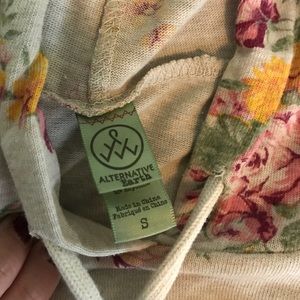 ALTERNATIVE
Earth
Made in China
Fabriqué en Chine
S